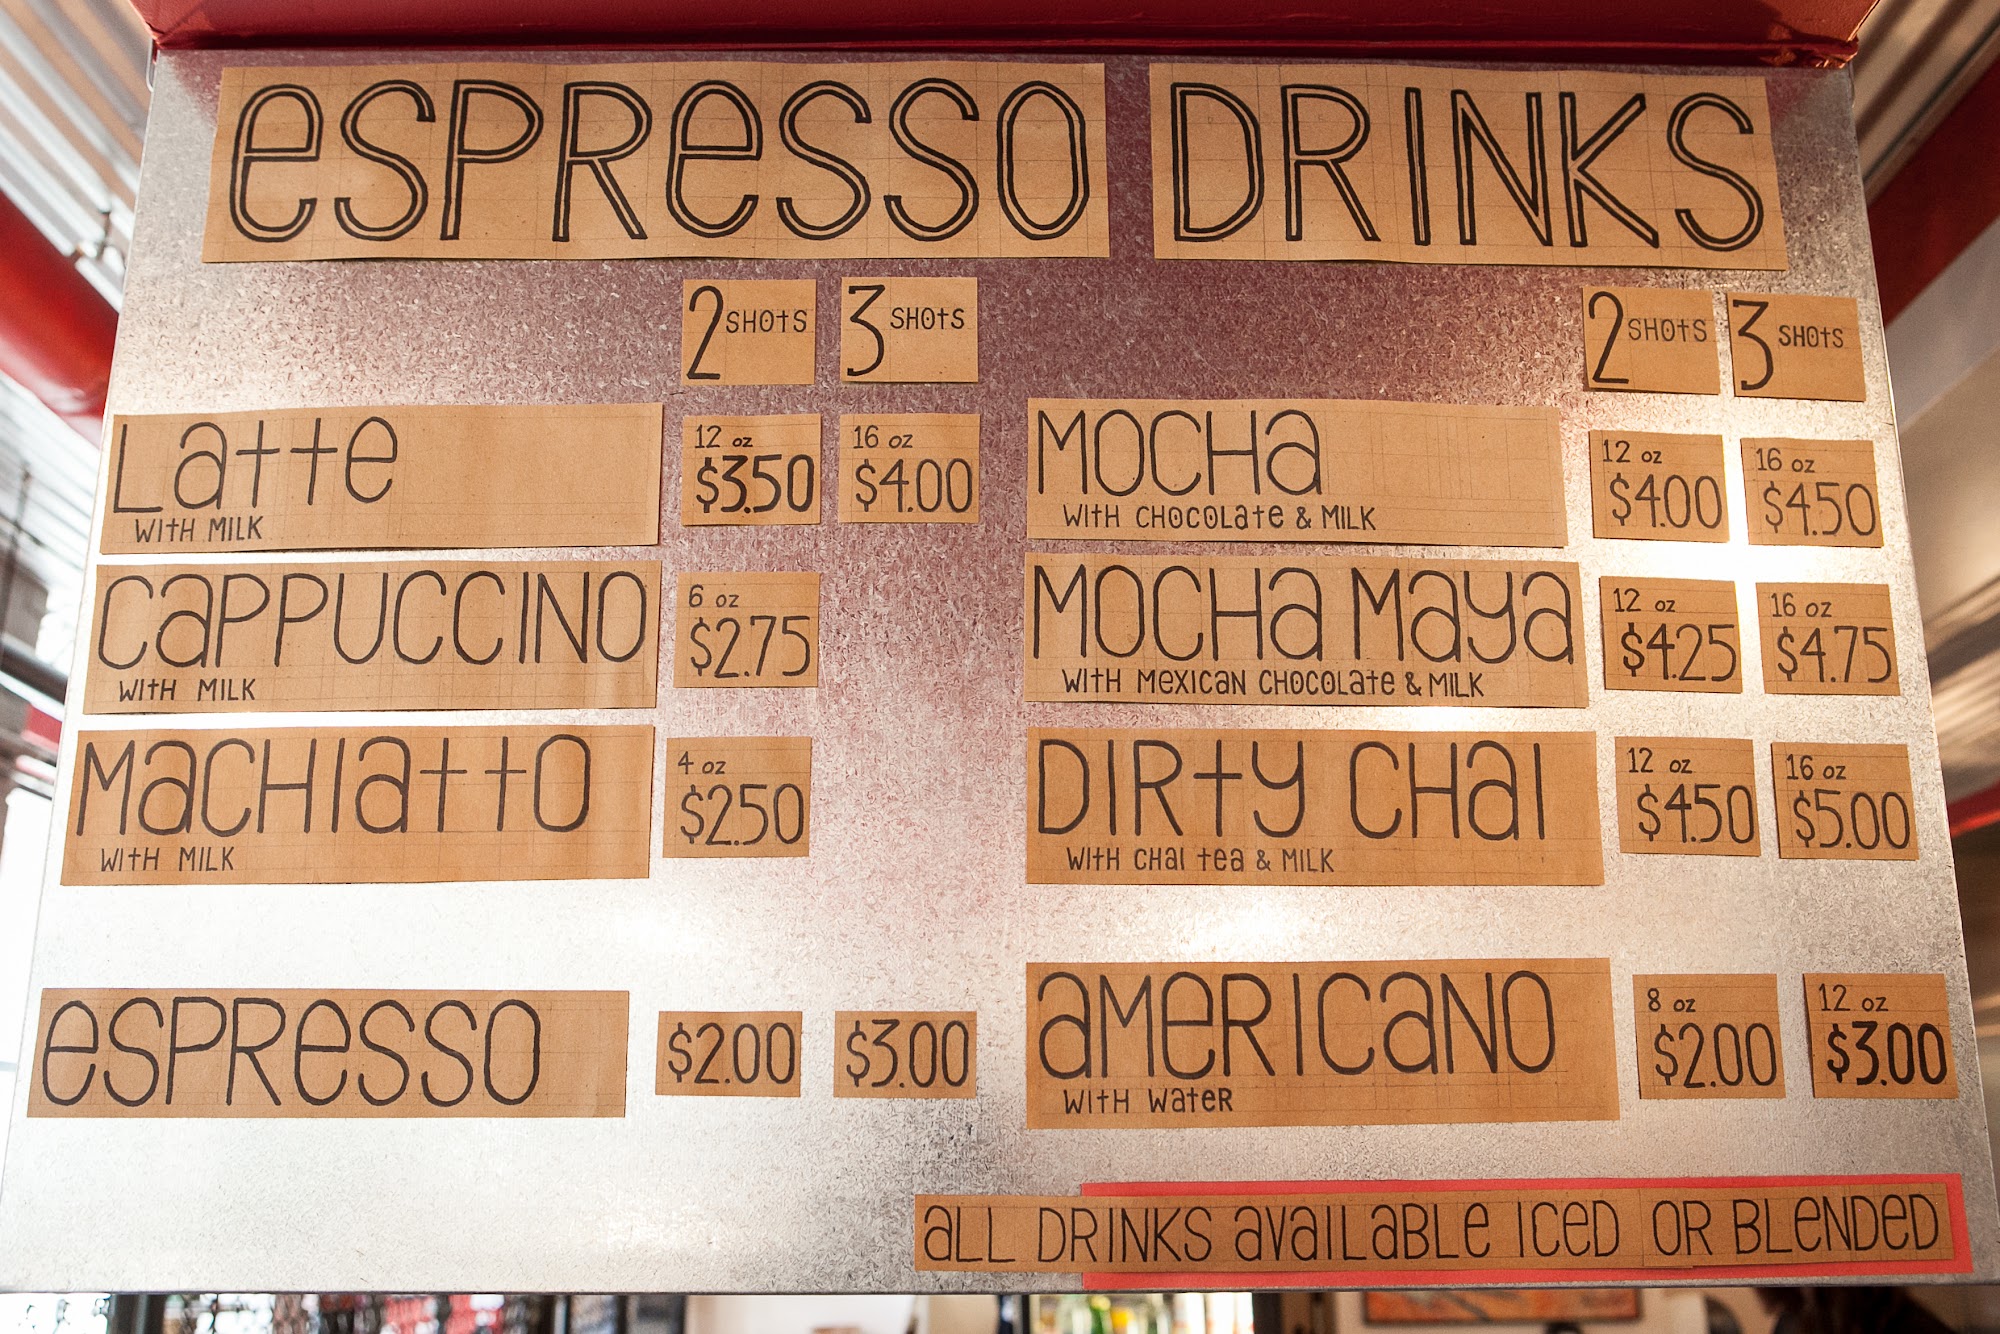 eSPReSSO DRINKS
2 SHOtS 3 SHOtS
2 SHOtS 3 SHOtS
Latte
WItH MILK
12 oz
$3.50
16 oz
$4.00
CaPPUCCINO
WItH MILK
6 oz
$2.75
MaCHIattO
WItH MILK
4 oz
$2.50
eSPReSSO
$2.00
$3.00
MOCHa
WItH CHOCOLate & MILK
12 oz
$4.00
16 oz
$4.50
MOCHa Maya
WItH MeXICaN CHOCOLate & MILK
12 oz
$4.25
16 oz
$4.75
DIRty CHaI
WItH CHaI tea & MILK
12 oz
$4.50
16 oz
$5.00
aMeRICaNO
WItH WateR
8 oz
$2.00
12 oz
$3.00
aLL DRINKS aVaILaBLe ICeD OR BLeNDeD